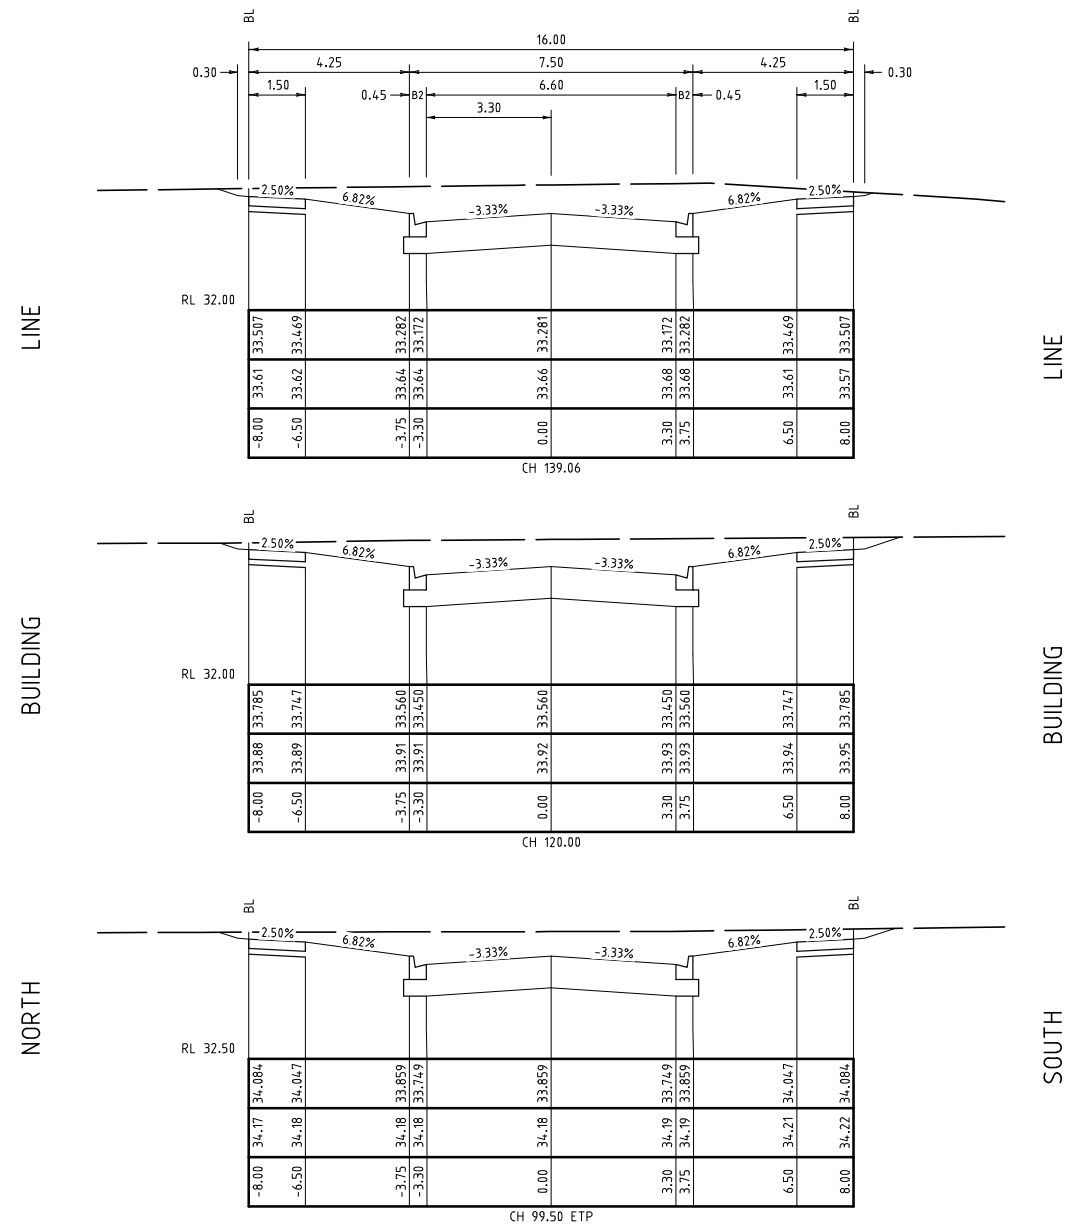 BL BL
16.00
0.30 4.25 7.50 4.25 0.30
1.50 0.45 B2 6.60 B2 0.45 1.50
3.30
2.50% 6.82% -3.33% -3.33% 6.82% 2.50%
RL 32.00
33.507 33.469 33.282 33.172 33.281 33.172 33.282 33.469 33.507
33.61 33.62 33.64 33.64 33.66 33.68 33.68 33.61 33.57
-8.00 -6.50 -3.75 -3.30 0.00 3.30 3.75 6.50 8.00
CH 139.06
LINE LINE
BL BL
2.50% 6.82% -3.33% -3.33% 6.82% 2.50%
RL 32.00
33.785 33.747 33.560 33.450 33.560 33.450 33.560 33.747 33.785
33.88 33.89 33.91 33.91 33.92 33.93 33.93 33.94 33.95
-8.00 -6.50 -3.75 -3.30 0.00 3.30 3.75 6.50 8.00
CH 120.00
BUILDING BUILDING
BL BL
2.50% 6.82% -3.33% -3.33% 6.82% 2.50%
RL 32.50
34.084 34.047 33.859 33.749 33.859 33.749 33.859 34.047 34.084
34.17 34.18 34.18 34.18 34.18 34.19 34.19 34.21 34.22
-8.00 -6.50 -3.75 -3.30 0.00 3.30 3.75 6.50 8.00
CH 99.50 ETP
NORTH SOUTH